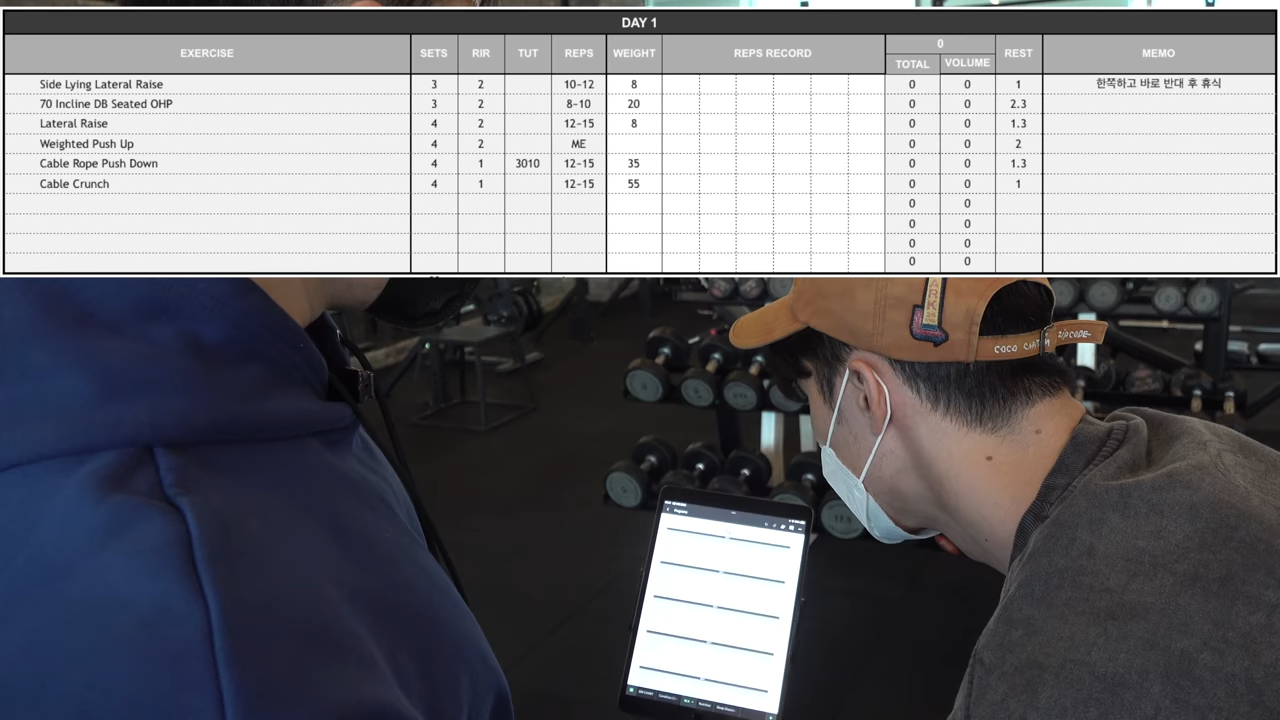 DAY 1
EXERCISE SETS RIR TUT REPS WEIGHT REPS RECORD 0 TOTAL VOLUME REST MEMO
Side Lying Lateral Raise 3 2 10~12 8 0 0 1 한쪽하고 바로 반대 후 휴식
70 Incline DB Seated OHP 3 2 8~10 20 0 0 2.3
Lateral Raise 4 2 12~15 8 0 0 1.3
Weighted Push Up 4 2 ME 0 0 2
Cable Rope Push Down 4 1 3010 12~15 35 0 0 1.3
Cable Crunch 4 1 12~15 55 0 0 1
0 0
0 0
0 0
0 0
COCO ZIPCODE